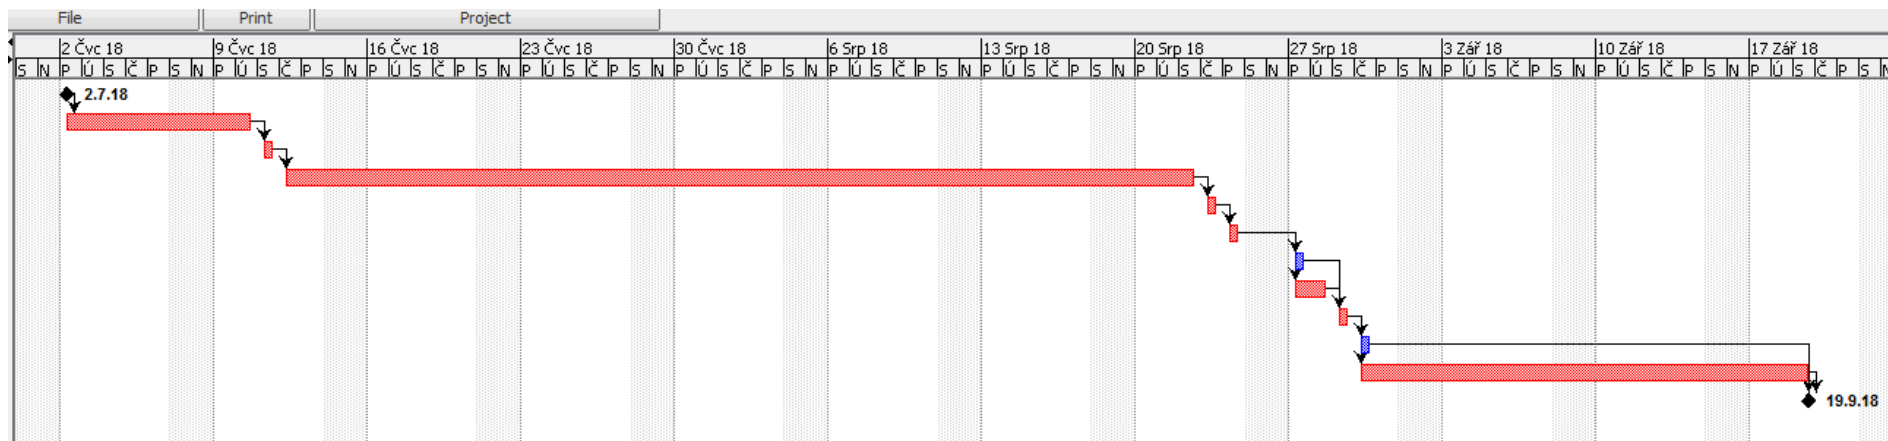 File Print Project
2 Čvc 18 9 Čvc 18 16 Čvc 18 23 Čvc 18 30 Čvc 18 6 Srp 18 13 Srp 18 20 Srp 18 27 Srp 18 3 Zář 18 10 Zář 18 17 Zář 18
S N P Ú S Č P S N P Ú S Č P S N P Ú S Č P S N P Ú S Č P S N P Ú S Č P S N P Ú S Č P S N P Ú S Č P S N P Ú S Č P S N P Ú S Č P S N P Ú S Č P S N P Ú S Č P S N P Ú S Č P S N
2.7.18
19.9.18